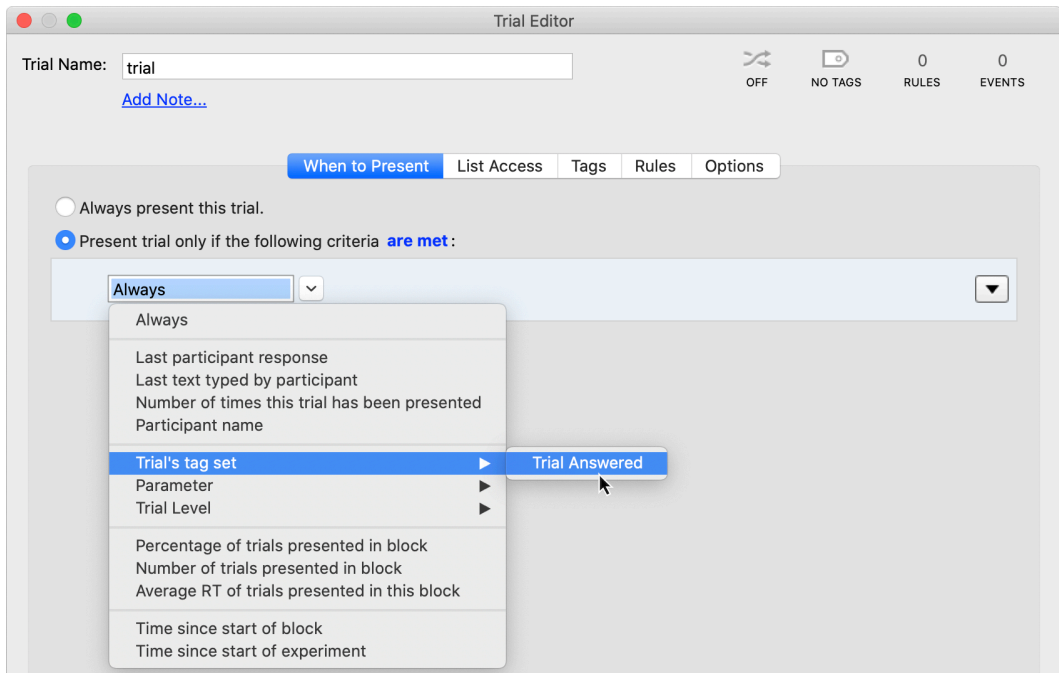 Trial Editor
Trial Name: trial
Add Note...
OFF
NO TAGS
0
RULES
0
EVENTS
When to Present List Access Tags Rules Options
Always present this trial.
Present trial only if the following criteria are met :
Always
Always
Last participant response
Last text typed by participant
Number of times this trial has been presented
Participant name
Trial's tag set
Trial Answered
Parameter
Trial Level
Percentage of trials presented in block
Number of trials presented in block
Average RT of trials presented in this block
Time since start of block
Time since start of experiment